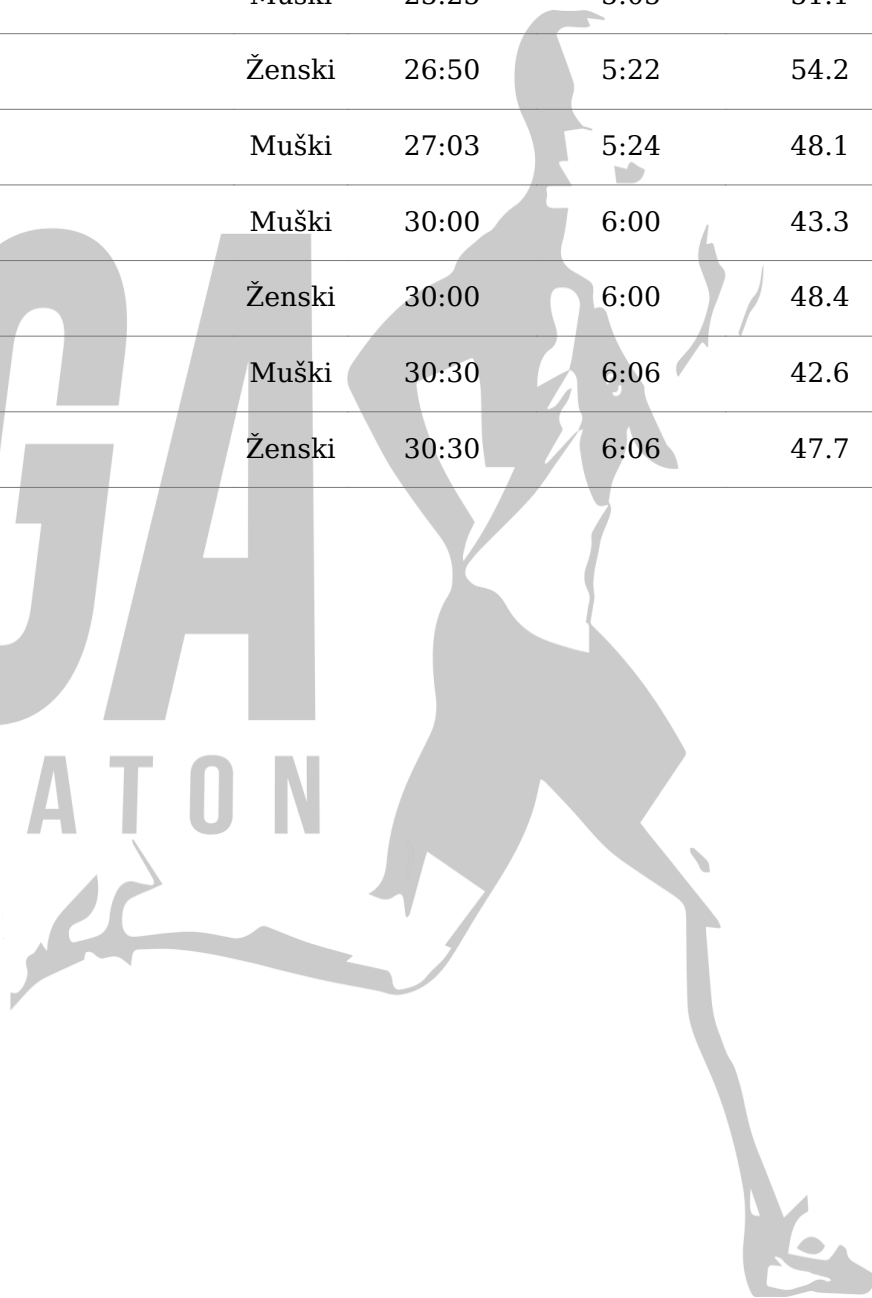 Ženski 26:50 5:22 54.2
Muški 27:03 5:24 48.1
Muški 30:00 6:00 43.3
Ženski 30:00 6:00 48.4
Muški 30:30 6:06 42.6
Ženski 30:30 6:06 47.7
GA
ATON